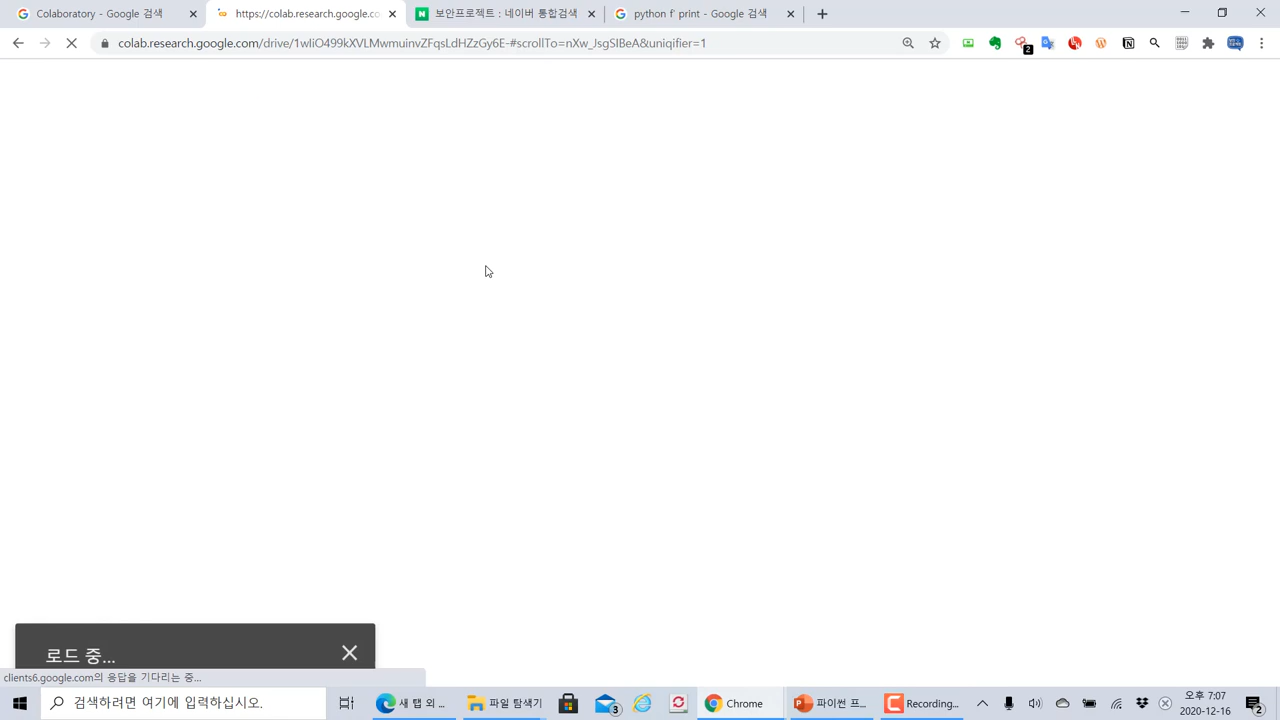 Colaboratory - Google 검색
https://colab.research.google.co
보안프로젝트 : 네이버 통합검색
python f' print - Google 검색
colab.research.google.com/drive/1wIiO499kXVLMwmuinvZFqsLdHZzGy6E-#scrollTo=nXw_JsgSIBeA&uniqifier=1
2
로드 중...
clients6.google.com의 응답을 기다리는 중...
검색하려면 여기에 입력하십시오.
새 탭 외 ...
파일 탐색기
3
Chrome
파이썬 프...
Recording...
오후 7:07
2020-12-16
2